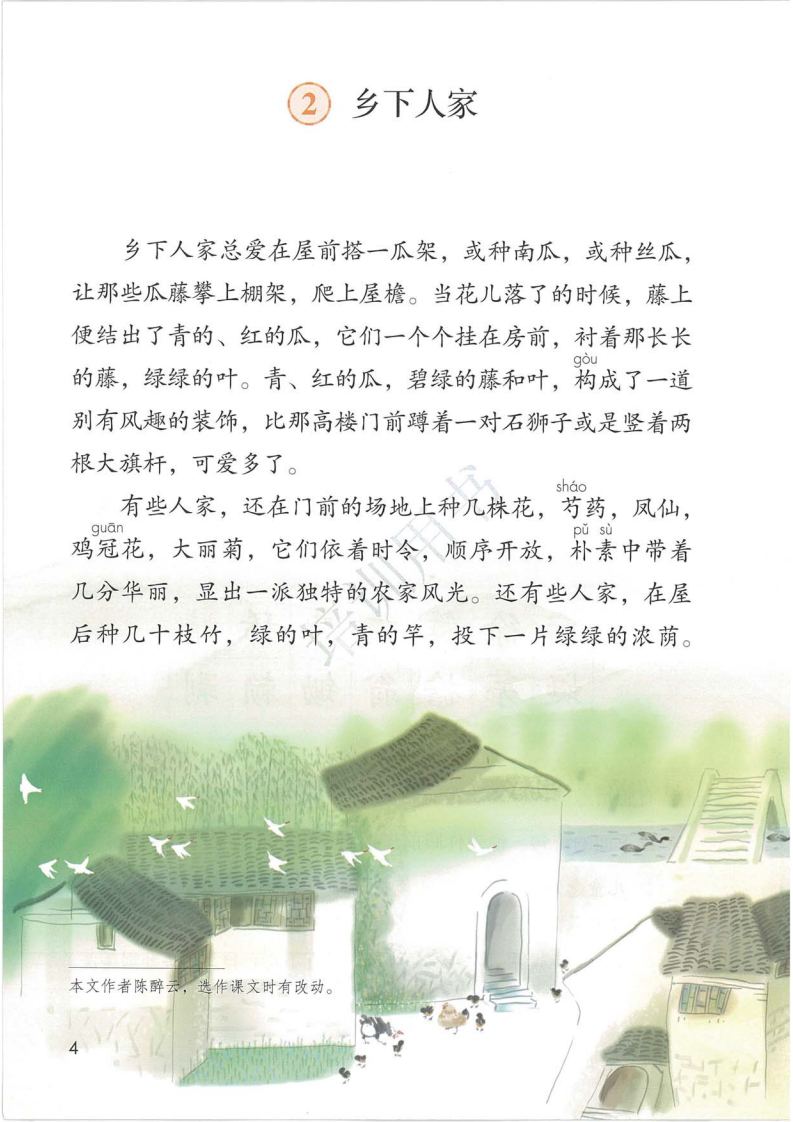 2 乡下人家
乡下人家总爱在屋前搭一瓜架，或种南瓜，或种丝瓜，
让那些瓜藤攀上棚架，爬上屋檐。当花儿落了的时候，藤上
便结出了青的、红的瓜，它们一个个挂在房前，衬着那长长
gòu
的藤，绿绿的叶。青、红的瓜，碧绿的藤和叶，构成了一道
别有风趣的装饰，比那高楼门前蹲着一对石狮子或是竖着两
根大旗杆，可爱多了。
sháo
有些人家，还在门前的场地上种几株花，芍药，凤仙，
guān pǔ sù
鸡冠花，大丽菊，它们依着时令，顺序开放，朴素中带着
几分华丽，显出一派独特的农家风光。还有些人家，在屋
后种几十枝竹，绿的叶，青的竿，投下一片绿绿的浓荫。
培训用书
本文作者陈醉云，选作课文时有改动。
4